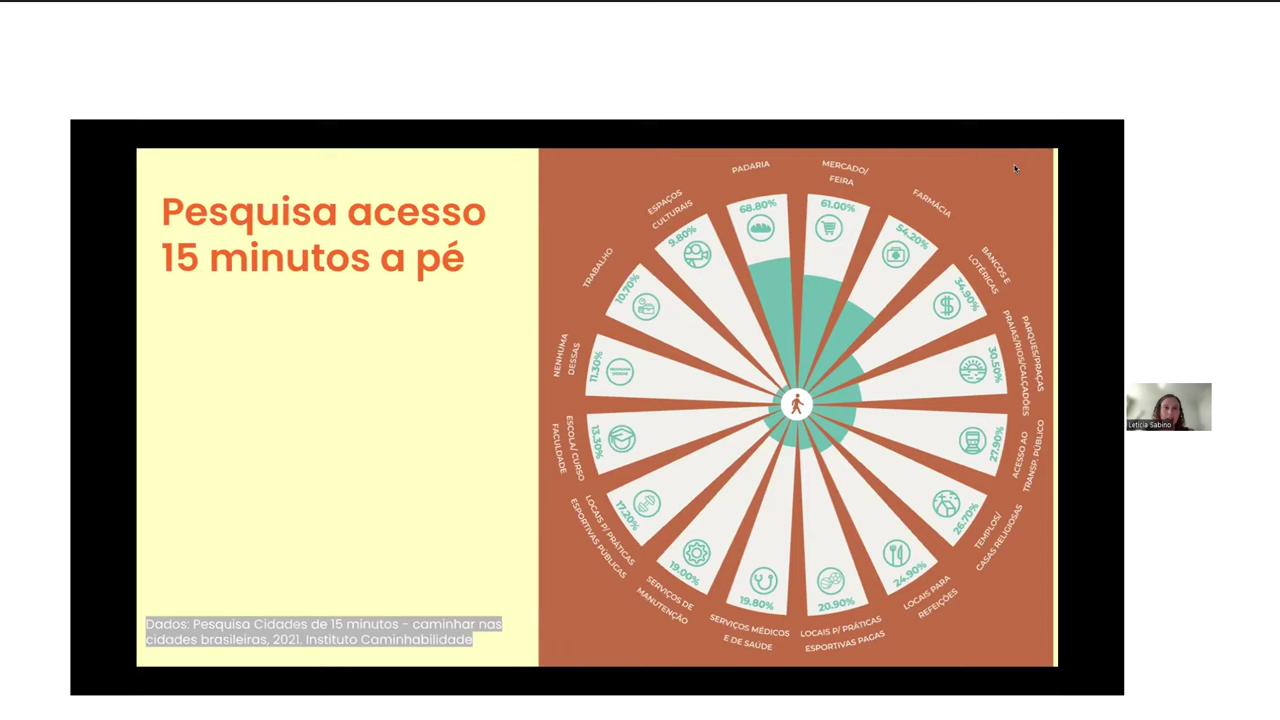 Pesquisa acesso
15 minutos a pé
Dados: Pesquisa Cidades de 15 minutos - caminhar nas
cidades brasileiras, 2021. Instituto Caminhabilidade
PADARIA
68.80%
MERCADO/
FEIRA
61.00%
FARMÁCIA
54.20%
BANCOS E
LOTÉRICAS
34.90%
PARQUES/PRAÇAS
PRAIAS/RIOS/CALÇADÕES
30.50%
ACESSO AO
TRANSP. PÚBLICO
27.90%
TEMPLOS/
CASAS RELIGIOSAS
26.70%
LOCAIS PARA
REFEIÇÕES
24.90%
LOCAIS P/ PRÁTICAS
ESPORTIVAS PAGAS
20.90%
SERVIÇOS MÉDICOS
E DE SAÚDE
19.80%
SERVIÇOS DE
MANUTENÇÃO
19.00%
LOCAIS P/ PRÁTICAS
ESPORTIVAS PÚBLICAS
17.20%
ESCOLA/ CURSO
FACULDADE
13.30%
NENHUMA
DESSAS
11.30%
TRABALHO
10.70%
ESPAÇOS
CULTURAIS
9.80%
Leticia Sabino